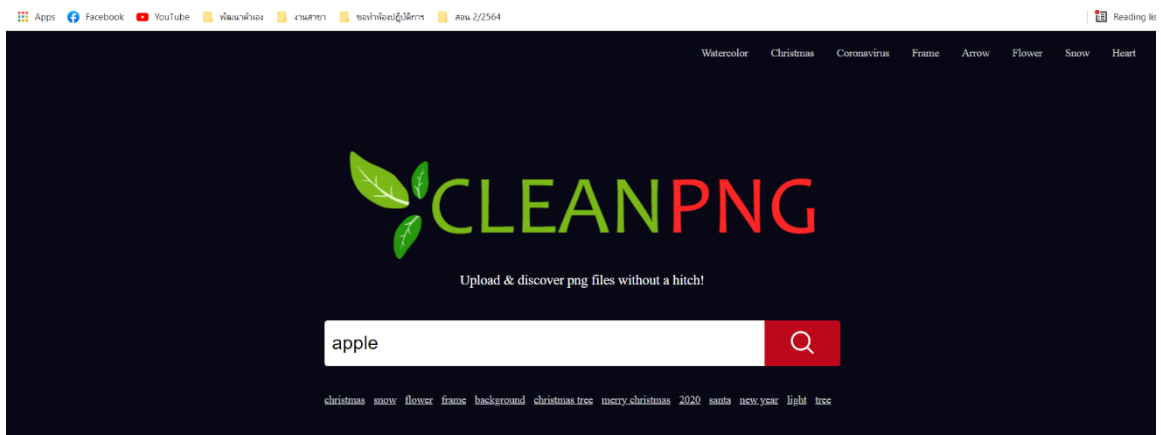 Apps Facebook YouTube พัฒนาตัวเอง งานสาขา ขอทำห้องปฏิบัติการ สอน 2/2564 Reading lis
Watercolor Christmas Coronavirus Frame Arrow Flower Snow Heart
CLEANPNG
Upload & discover png files without a hitch!
apple
christmas snow flower frame background christmas tree merry christmas 2020 santa new year light tree